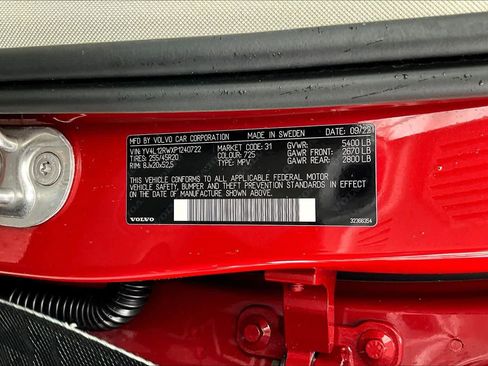 MFD. BY VOLVO CAR CORPORATION MADE IN SWEDEN DATE: 09/22
VIN: YV4L12RWXP1240722 MARKET CODE: 31 GVWR: 5400 LB
TIRES: 255/45R20 COLOUR: 725 GAWR FRONT: 2670 LB
RIM: 8Jx20x52,5 TYPE: MPV GAWR REAR: 2800 LB
THIS VEHICLE CONFORMS TO ALL APPLICABLE FEDERAL MOTOR
VEHICLE SAFETY, BUMPER AND THEFT PREVENTION STANDARDS IN
EFFECT ON THE DATE OF MANUFACTURE SHOWN ABOVE.
VOLVO 32366354